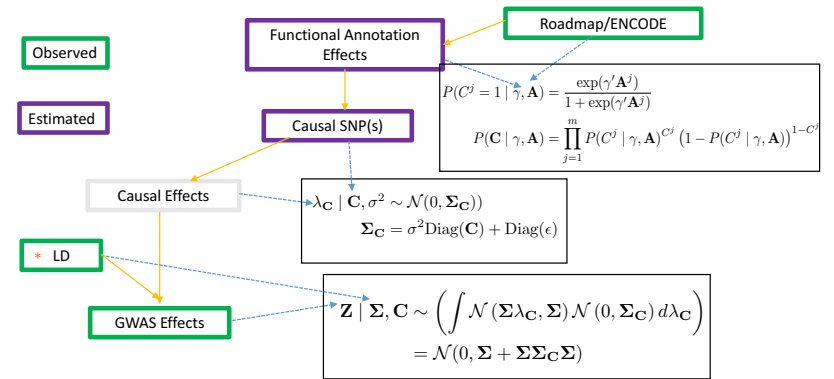 Roadmap/ENCODE
Functional Annotation
Effects
Observed
P(C^j = 1 | γ, A) = exp(γ′A^j) / (1 + exp(γ′A^j))
P(C | γ, A) = ∏_{j=1}^{m} P(C^j | γ, A)^{C^j} (1 − P(C^j | γ, A))^{1−C^j}
Estimated
Causal SNP(s)
Causal Effects
λ_C | C, σ² ∼ N(0, Σ_C))
Σ_C = σ²Diag(C) + Diag(ϵ)
* LD
Z | Σ, C ∼ (∫ N (Σλ_C, Σ) N (0, Σ_C) dλ_C)
= N(0, Σ + ΣΣ_CΣ)
GWAS Effects